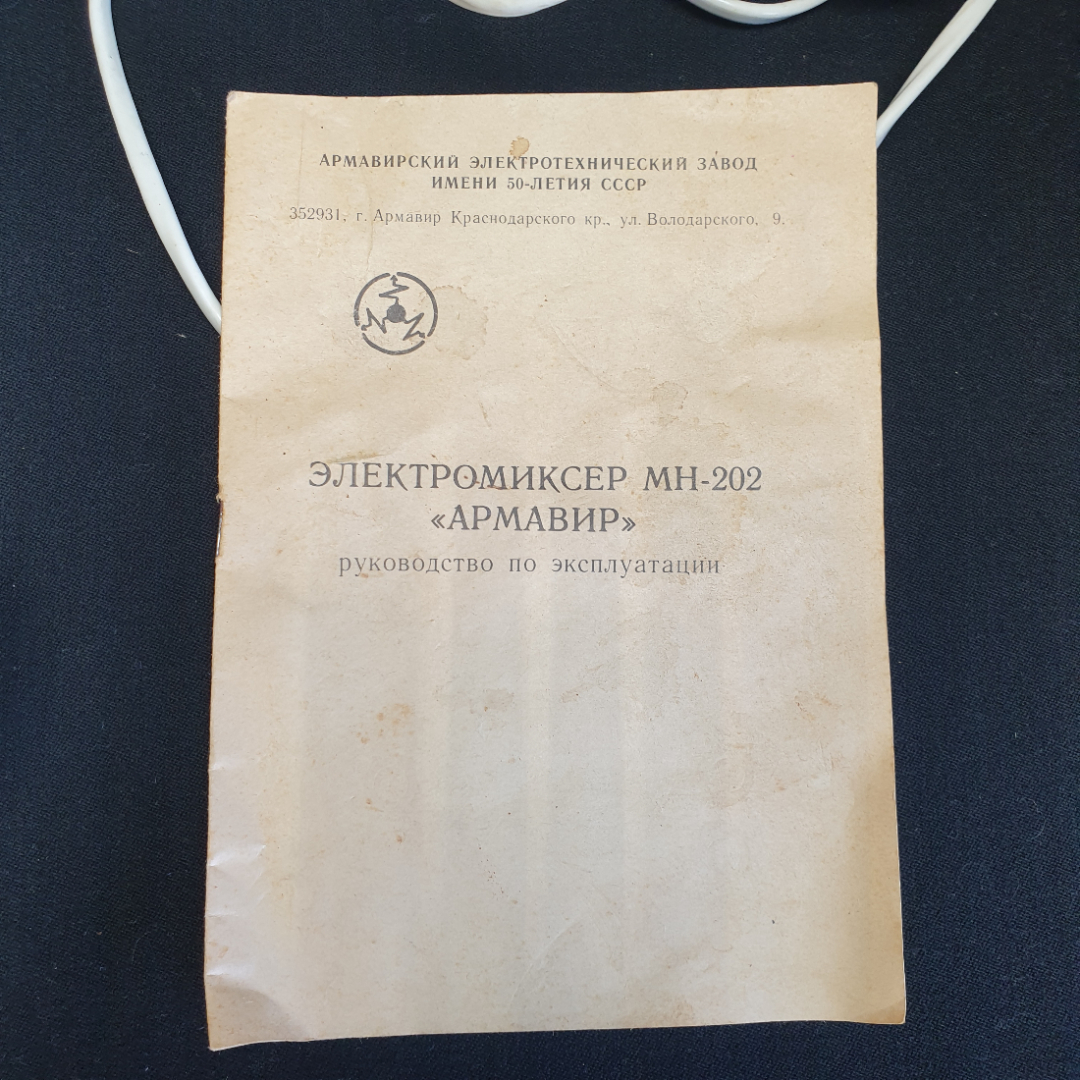 АРМАВИРСКИЙ ЭЛЕКТРОТЕХНИЧЕСКИЙ ЗАВОД
ИМЕНИ 50-ЛЕТИЯ СССР
352931, г. Армавир Краснодарского кр., ул. Володарского, 9.
ЭЛЕКТРОМИКСЕР МН-202
«АРМАВИР»
руководство по эксплуатации